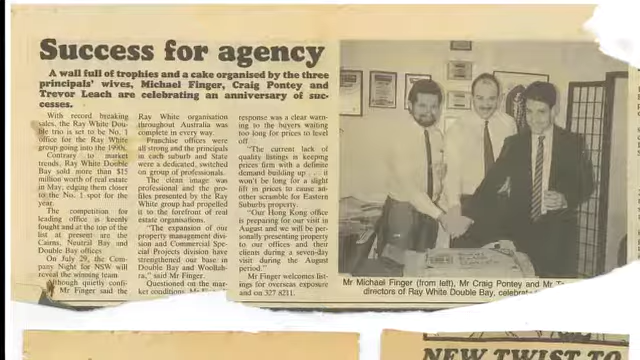 Success for agency
A wall full of trophies and a cake organised by the three
principals' wives, Michael Finger, Craig Pontey and
Trevor Leach are celebrating an anniversary of suc-
cesses.
With record breaking
sales, the Ray White Dou-
ble trio is set to be No. 1
office for the Ray White
group going into the 1990s.
Contrary to market
trends, Ray White Double
Bay sold more than $15
million worth of real estate
in May, edging them closer
to the No. 1 spot for the
year.
The competition for
leading office is keenly
fought and at the top of the
list at present are the
Cairns, Neutral Bay and
Double Bay offices.
On July 29, the Com-
pany Night for NSW will
reveal the winning team
Although quietly confi-
Mr Finger said the
Ray White organisation
throughout Australia was
complete in every way.
Franchise offices were
all strong and the principals
in each suburb and State
were a dedicated, switched
on group of professionals.
The clean image was
professional and the pro-
files presented by the Ray
White group had propelled
it to the forefront of real
estate organisations.
"The expansion of our
property management divi-
sion and Commercial Spe-
cial Projects division have
strengthened our base in
Double Bay and Woollah-
ra," said Mr Finger.
Questioned on the mar-
ket conditions, Mr
response was a clear warn-
ing to the buyers waiting
too long for prices to level
off.
"The current lack of
quality listings is keeping
prices firm with a definite
demand building up . . . it
won't be long for a slight
lift in prices to cause an-
other scramble for Eastern
Suburbs property.
"Our Hong Kong office
is preparing for our visit in
August and we will be per-
sonally presenting property
to our offices and their
clients during a seven-day
visit during the August
period."
Mr Finger welcomes list-
ings for overseas exposure
and on 327 8211.
Mr Michael Finger (from left), Mr Craig Pontey and Mr
directors of Ray White Double Bay, celebrat
NEW TWIST TO